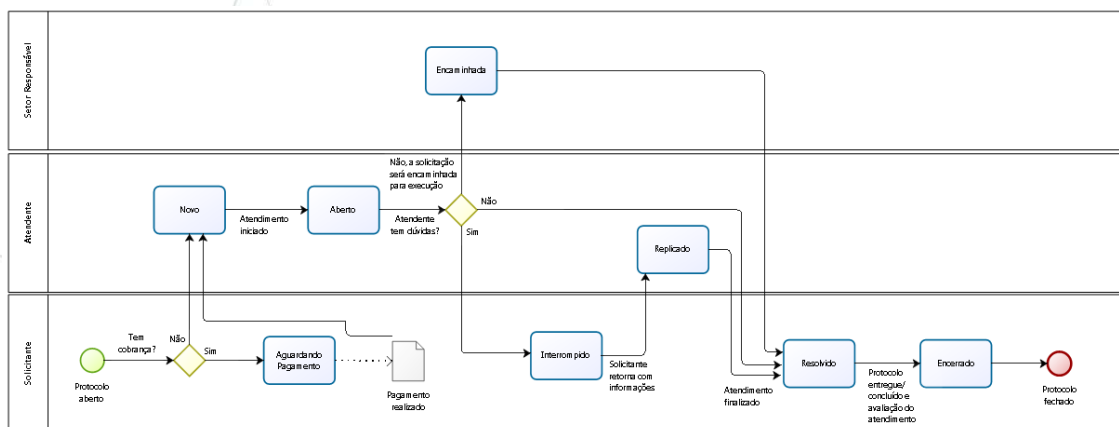 Setor Responsável
Encaminhada
Atendente
Não, a solicitação
será encaminhada
para execução
Novo
Atendimento
iniciado
Aberto
Atendente
tem dúvidas?
Não
Sim
Replicado
Solicitante
Protocolo
aberto
Tem
cobrança?
Não
Sim
Aguardando
Pagamento
Pagamento
realizado
Interrompido
Solicitante
retorna com
informações
Atendimento
finalizado
Resolvido
Protocolo
entregue/
concluído e
avaliação do
atendimento
Encerrado
Protocolo
fechado